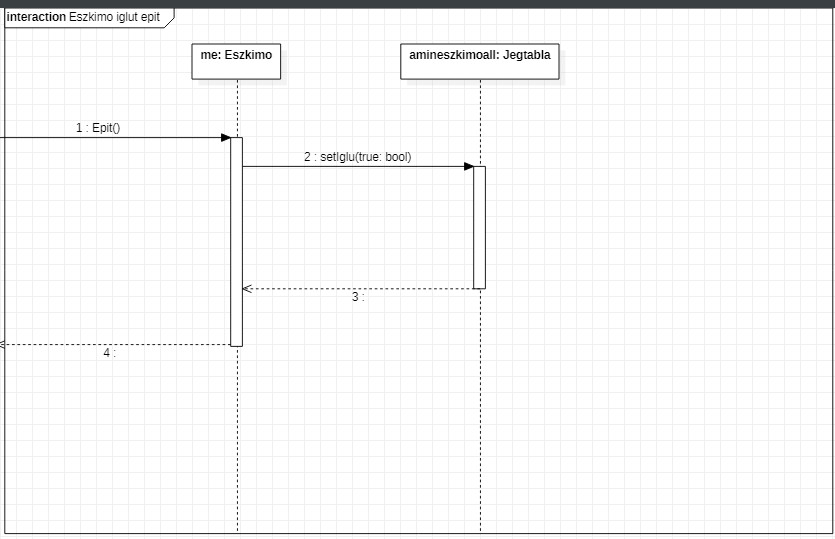 interaction Eszkimo iglut epit
me: Eszkimo
amineszkimoall: Jegtabla
1 : Epit()
2 : setIglu(true: bool)
3 :
4 :